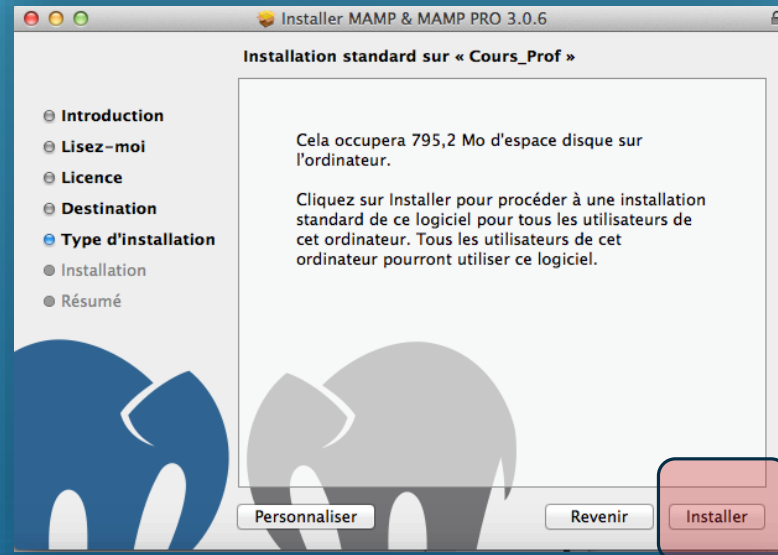 Installer MAMP & MAMP PRO 3.0.6
Installation standard sur « Cours_Prof »
Introduction
Lisez-moi
Licence
Destination
Type d'installation
Installation
Résumé
Cela occupera 795,2 Mo d'espace disque sur
l'ordinateur.
Cliquez sur Installer pour procéder à une installation
standard de ce logiciel pour tous les utilisateurs de
cet ordinateur. Tous les utilisateurs de cet
ordinateur pourront utiliser ce logiciel.
Personnaliser
Revenir
Installer